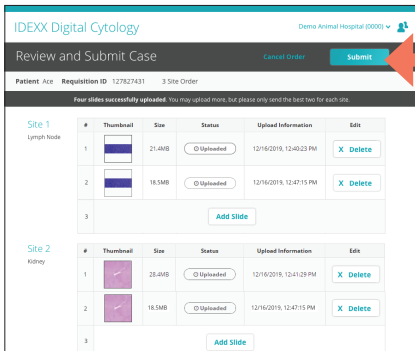 IDEXX Digital Cytology
Demo Animal Hospital (0000)
Review and Submit Case
Cancel Order
Submit
Patient Ace Requisition ID 127827431 3 Site Order
Four slides successfully uploaded. You may upload more, but please only send the best two for each site.
Site 1
Lymph Node
# Thumbnail Size Status Upload Information Edit
1 21.4MB Uploaded 12/16/2019, 12:40:23 PM X Delete
2 18.5MB Uploaded 12/16/2019, 12:47:15 PM X Delete
3 Add Slide
Site 2
Kidney
# Thumbnail Size Status Upload Information Edit
1 28.4MB Uploaded 12/16/2019, 12:41:29 PM X Delete
2 18.5MB Uploaded 12/16/2019, 12:47:15 PM X Delete
3 Add Slide